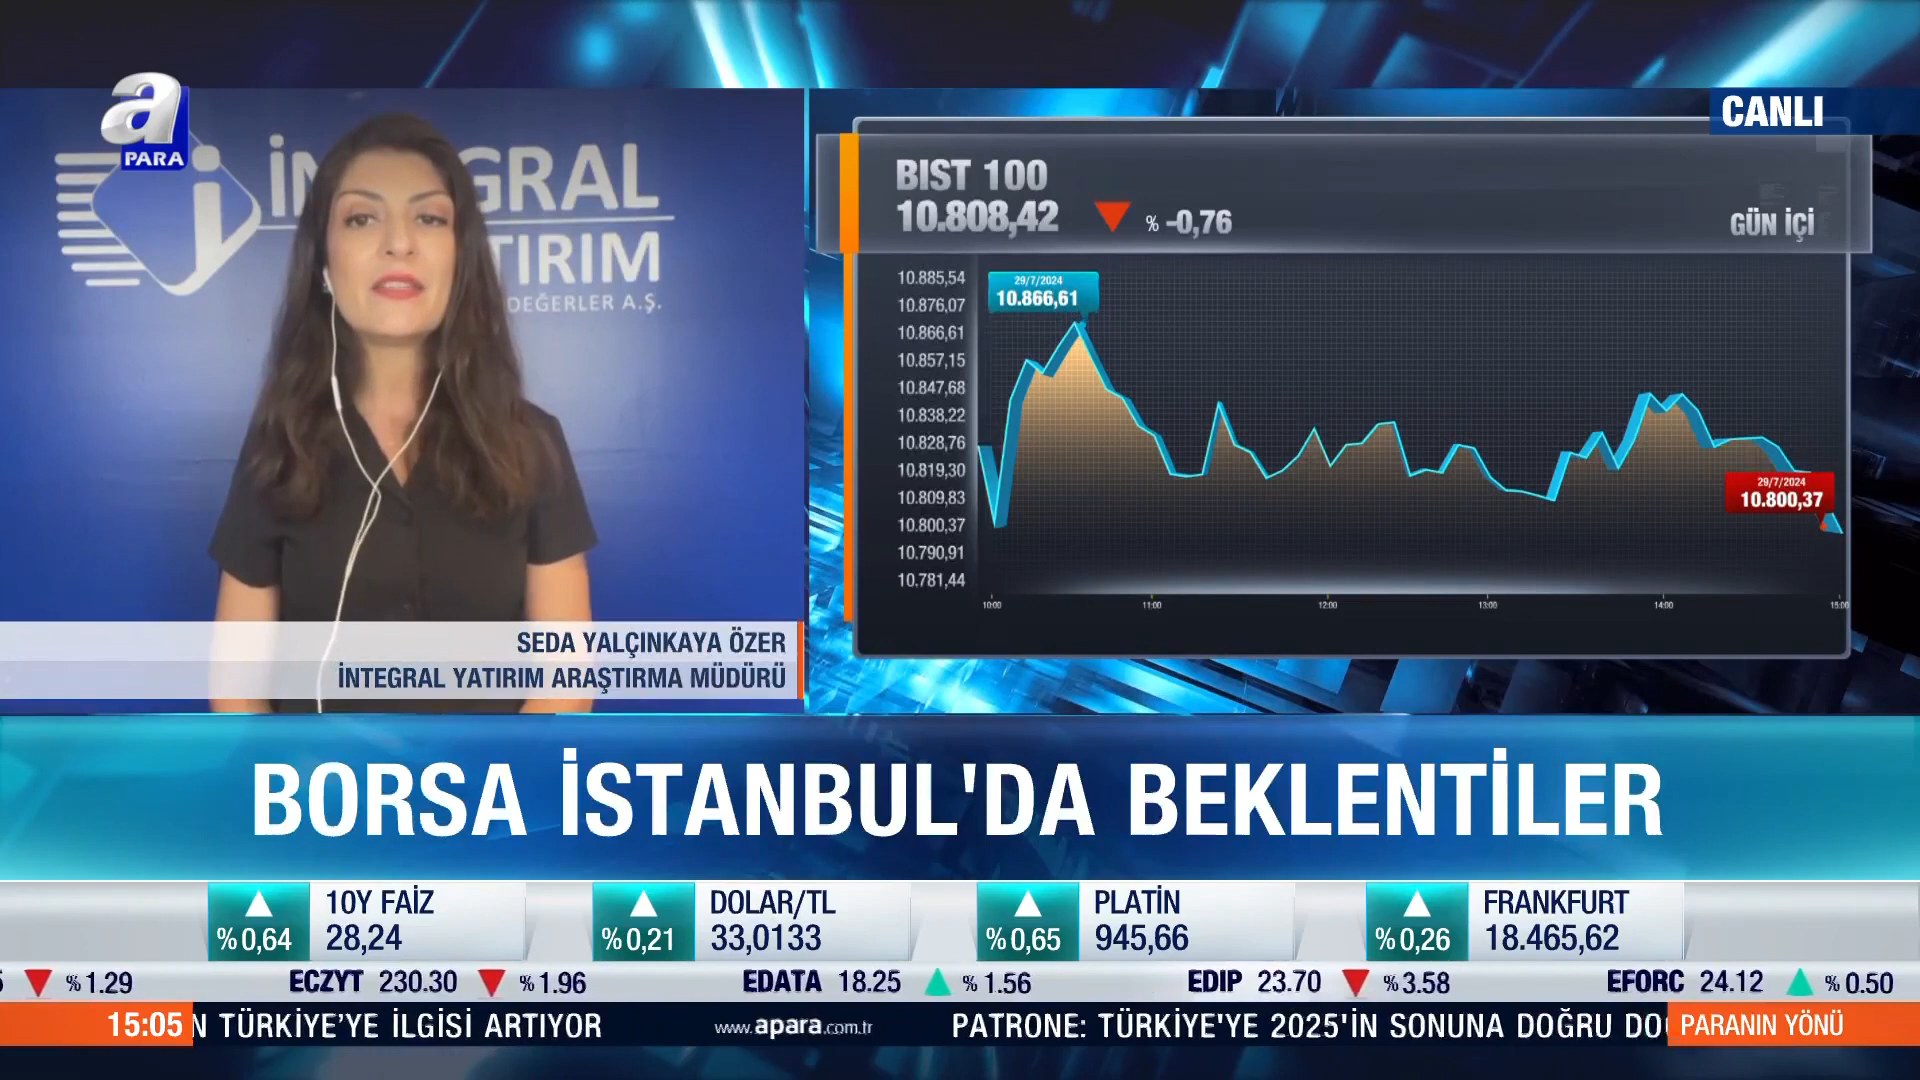 a
PARA
İNTEGRAL
DEĞERLER A.Ş.
SEDA YALÇINKAYA ÖZER
İNTEGRAL YATIRIM ARAŞTIRMA MÜDÜRÜ
CANLI
BIST 100
10.808,42 % -0,76
GÜN İÇİ
10.885,54
10.876,07
10.866,61
10.857,15
10.847,68
10.838,22
10.828,76
10.819,30
10.809,83
10.800,37
10.790,91
10.781,44
29/7/2024
10.866,61
29/7/2024
10.800,37
10:00 11:00 12:00 13:00 14:00 15:00
BORSA İSTANBUL'DA BEKLENTİLER
%0,64 10Y FAİZ 28,24
%0,21 DOLAR/TL 33,0133
%0,65 PLATİN 945,66
%0,26 FRANKFURT 18.465,62
% 1.29 ECZYT 230.30 % 1.96 EDATA 18.25 % 1.56 EDIP 23.70 % 3.58 EFORC 24.12 % 0.50
15:05 N TÜRKİYE'YE İLGİSİ ARTIYOR www.apara.com.tr PATRONE: TÜRKİYE'YE 2025'İN SONUNA DOĞRU PARANIN YÖNÜ